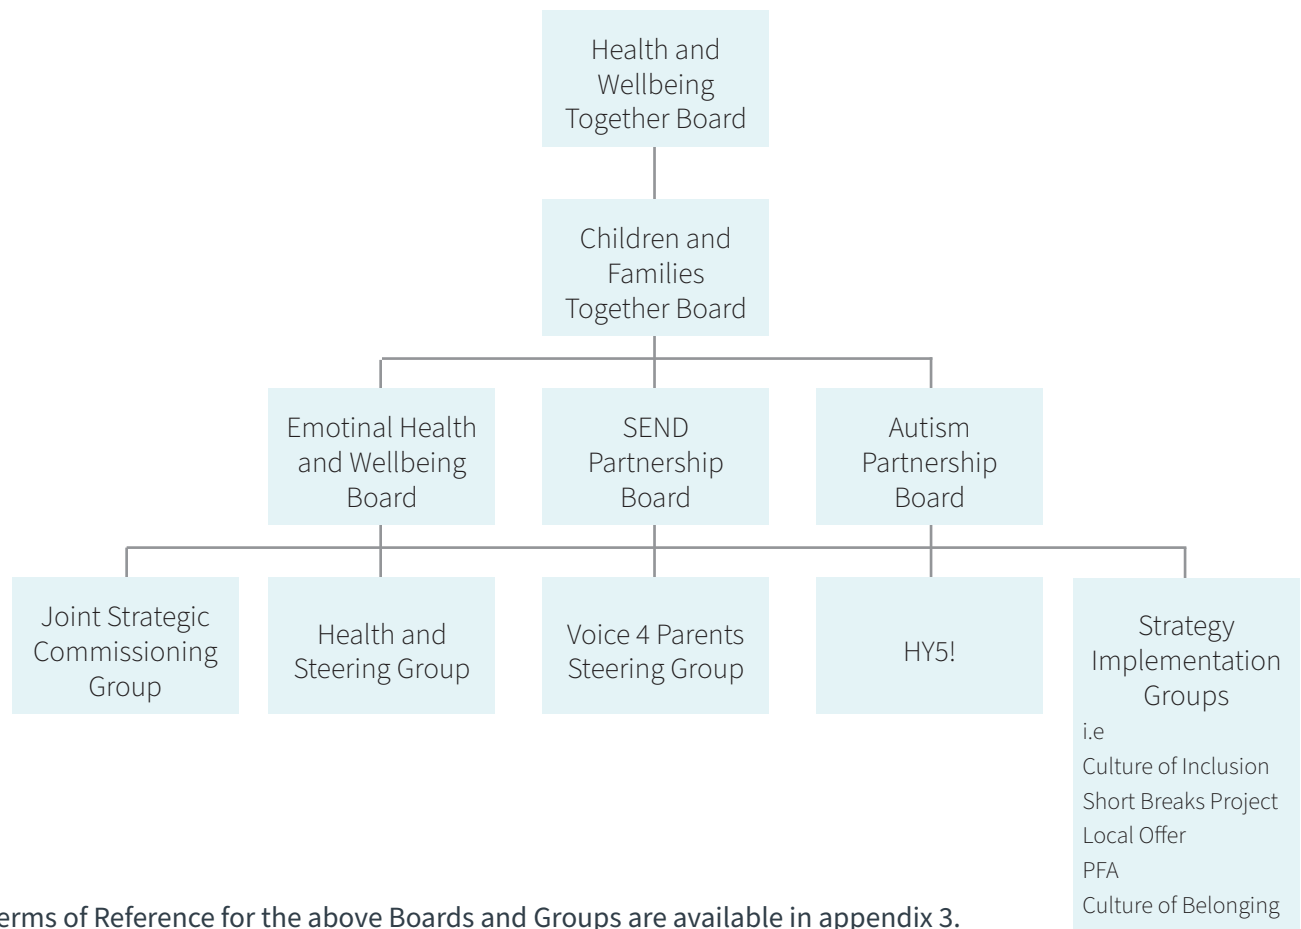 Health and
Wellbeing
Together Board
Children and
Families
Together Board
Emotinal Health
and Wellbeing
Board
SEND
Partnership
Board
Autism
Partnership
Board
Joint Strategic
Commissioning
Group
Health and
Steering Group
Voice 4 Parents
Steering Group
HY5!
Strategy
Implementation
Groups
i.e
Culture of Inclusion
Short Breaks Project
Local Offer
PFA
Culture of Belonging
erms of Reference for the above Boards and Groups are available in appendix 3.